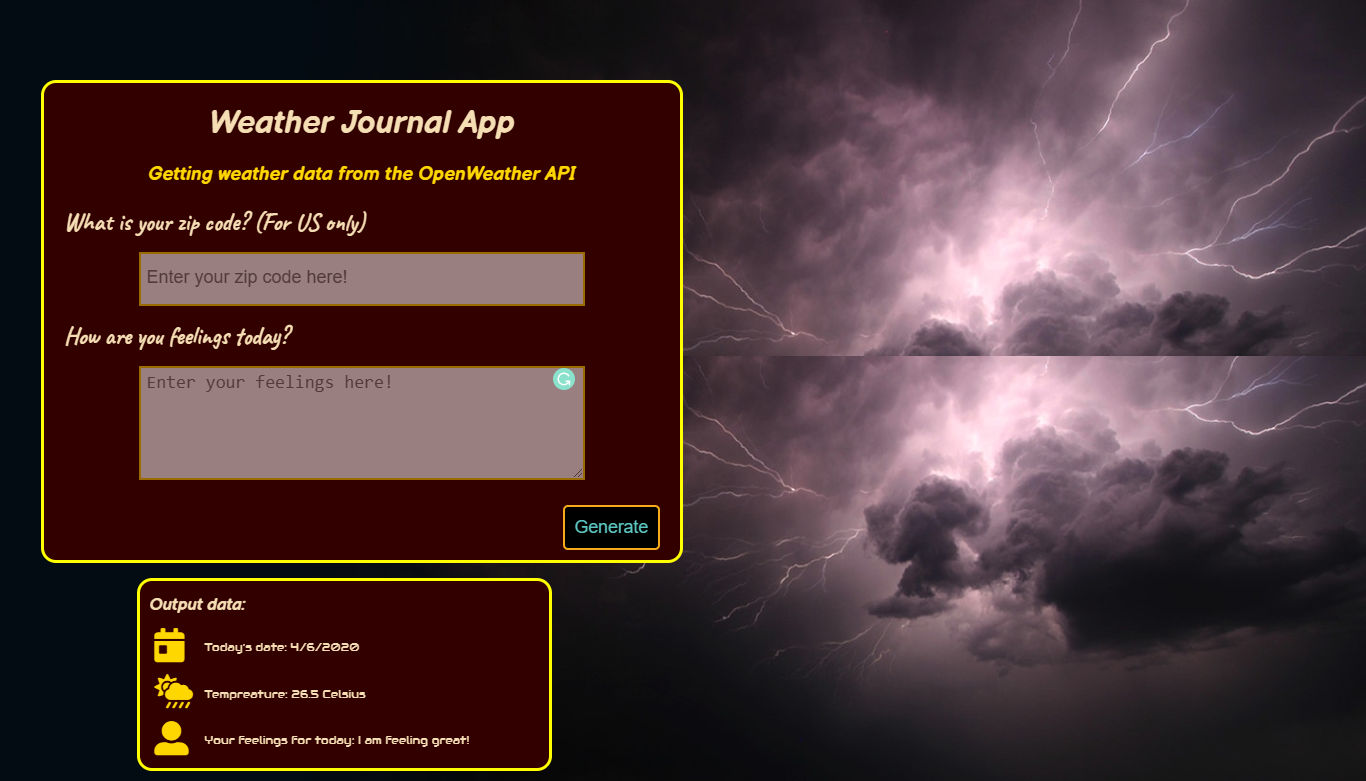 Weather Journal App
Getting weather data from the OpenWeather API
What is your zip code? (For US only)
Enter your zip code here!
How are you feelings today?
Enter your feelings here!
Generate
Output data:
Today's date: 4/6/2020
Tempreature: 26.5 Celsius
Your feelings for today: I am feeling great!